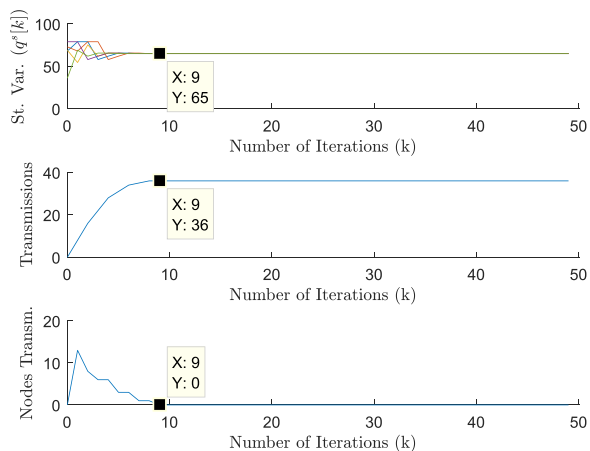 St. Var. (q^s[k])
100
50
0
X: 9
Y: 65
0 10 20 30 40 50
Number of Iterations (k)
Transmissions
40
20
0
X: 9
Y: 36
0 10 20 30 40 50
Number of Iterations (k)
Nodes Transm.
20
10
0
X: 9
Y: 0
0 10 20 30 40 50
Number of Iterations (k)